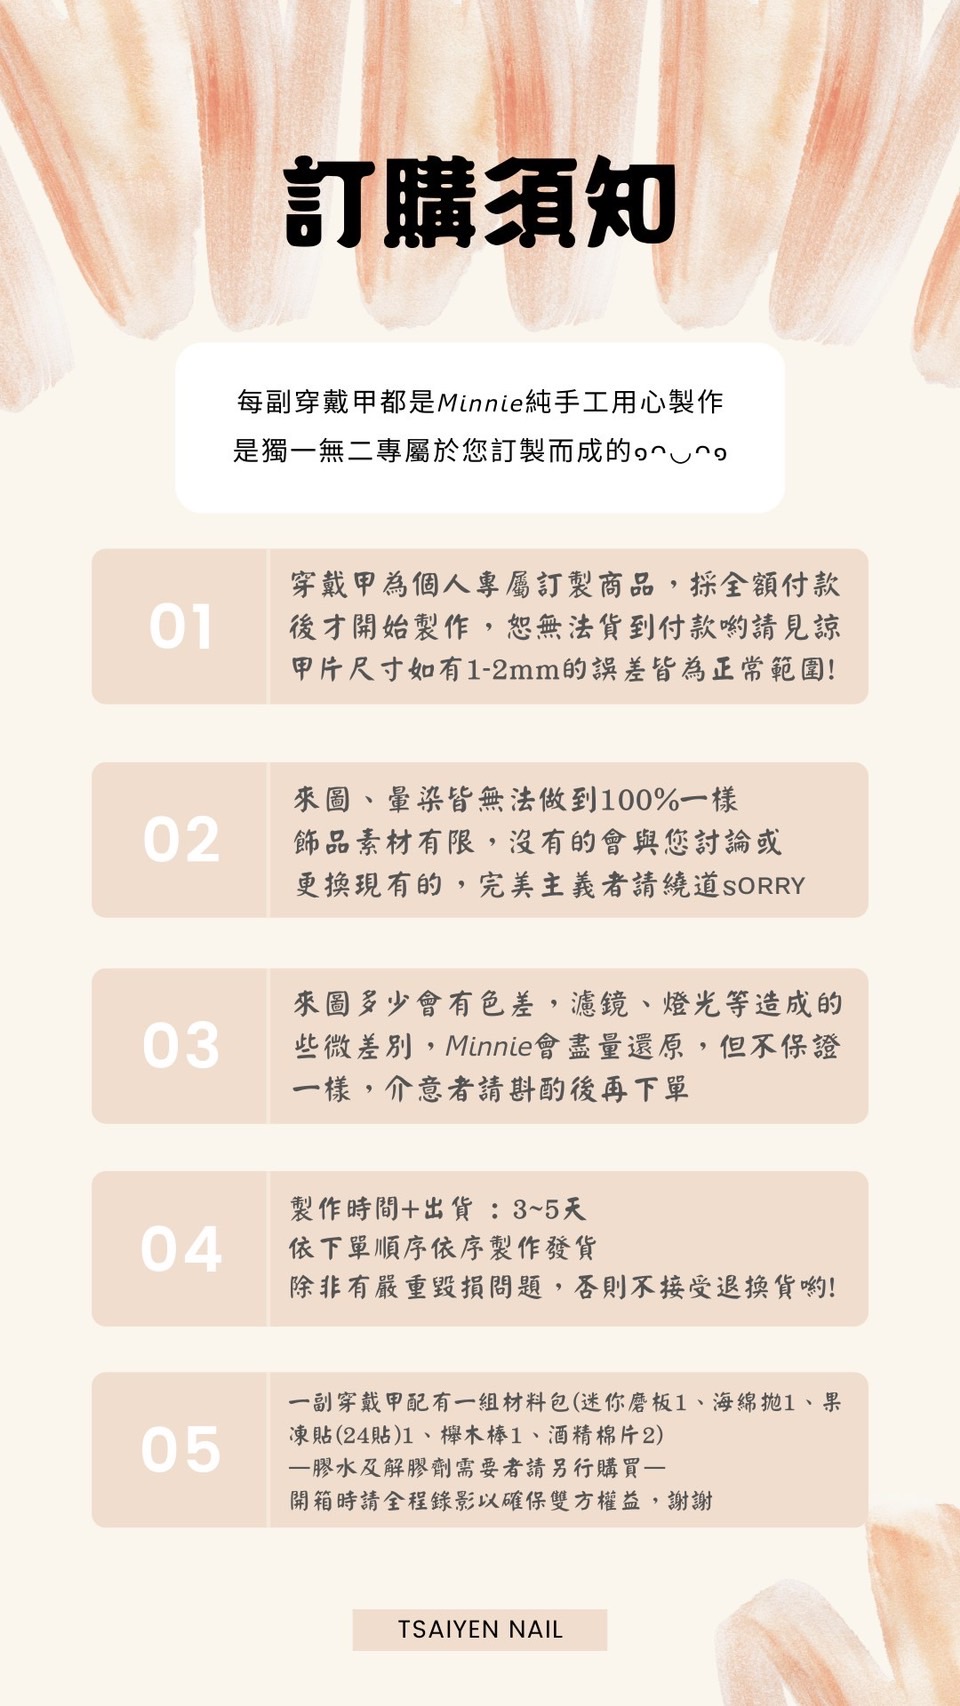 訂購須知
每副穿戴甲都是Minnie純手工用心製作
是獨一無二專屬於您訂製而成的໑ᴖ◡ᴖ໑
01
穿戴甲為個人專屬訂製商品，採全額付款
後才開始製作，恕無法貨到付款喲請見諒
甲片尺寸如有1-2mm的誤差皆為正常範圍!
02
來圖、暈染皆無法做到100%一樣
飾品素材有限，沒有的會與您討論或
更換現有的，完美主義者請繞道sORRY
03
來圖多少會有色差，濾鏡、燈光等造成的
些微差別，Minnie會盡量還原，但不保證
一樣，介意者請斟酌後再下單
04
製作時間+出貨：3~5天
依下單順序依序製作發貨
除非有嚴重毀損問題，否則不接受退換貨喲!
05
一副穿戴甲配有一組材料包(迷你磨板1、海綿拋1、果
凍貼(24貼)1、櫸木棒1、酒精棉片2)
—膠水及解膠劑需要者請另行購買—
開箱時請全程錄影以確保雙方權益，謝謝
TSAIYEN NAIL